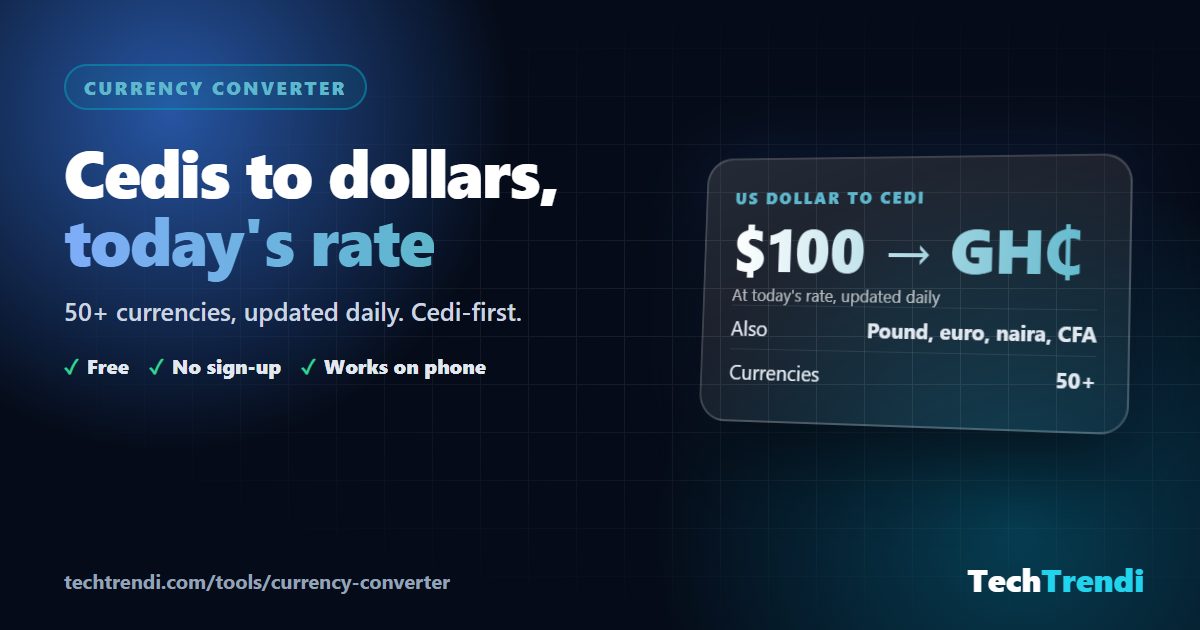 CURRENCY CONVERTER
Cedis to dollars,
today's rate
50+ currencies, updated daily. Cedi-first.
✓ Free ✓ No sign-up ✓ Works on phone
US DOLLAR TO CEDI
$100 → GH₵
At today's rate, updated daily
Also Pound, euro, naira, CFA
Currencies 50+
techtrendi.com/tools/currency-converter
TechTrendi